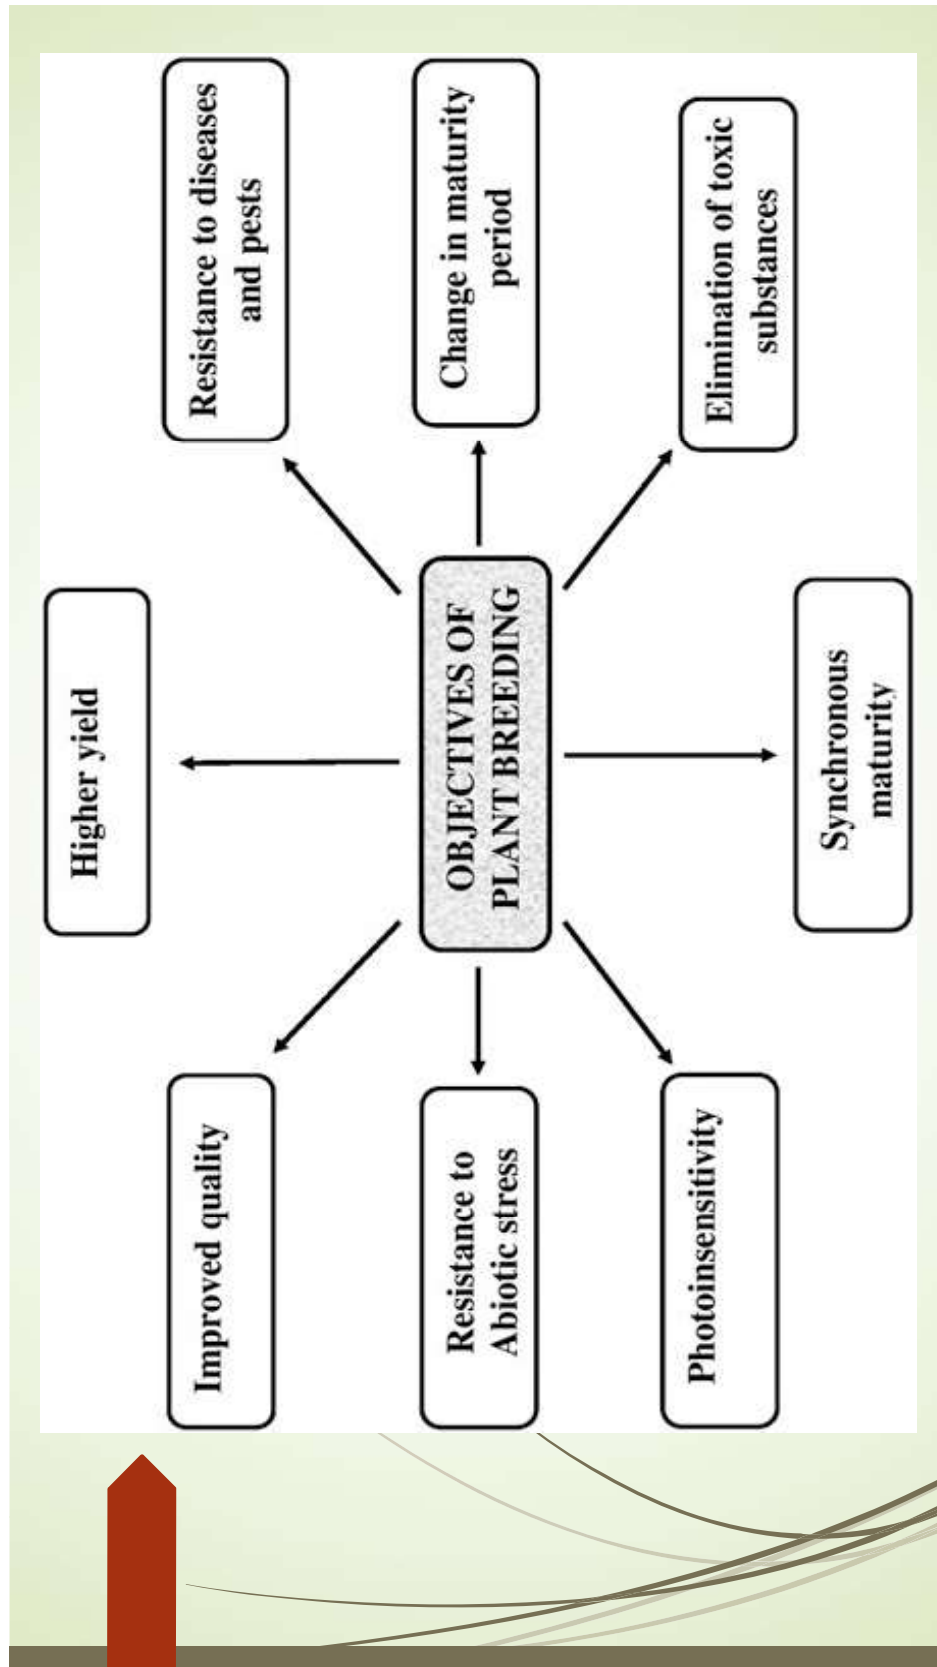 Higher yield
Improved quality
Resistance to diseases
and pests
OBJECTIVES OF
PLANT BREEDING
Resistance to
Abiotic stress
Change in maturity
period
Photoinsensitivity
Elimination of toxic
substances
Synchronous
maturity